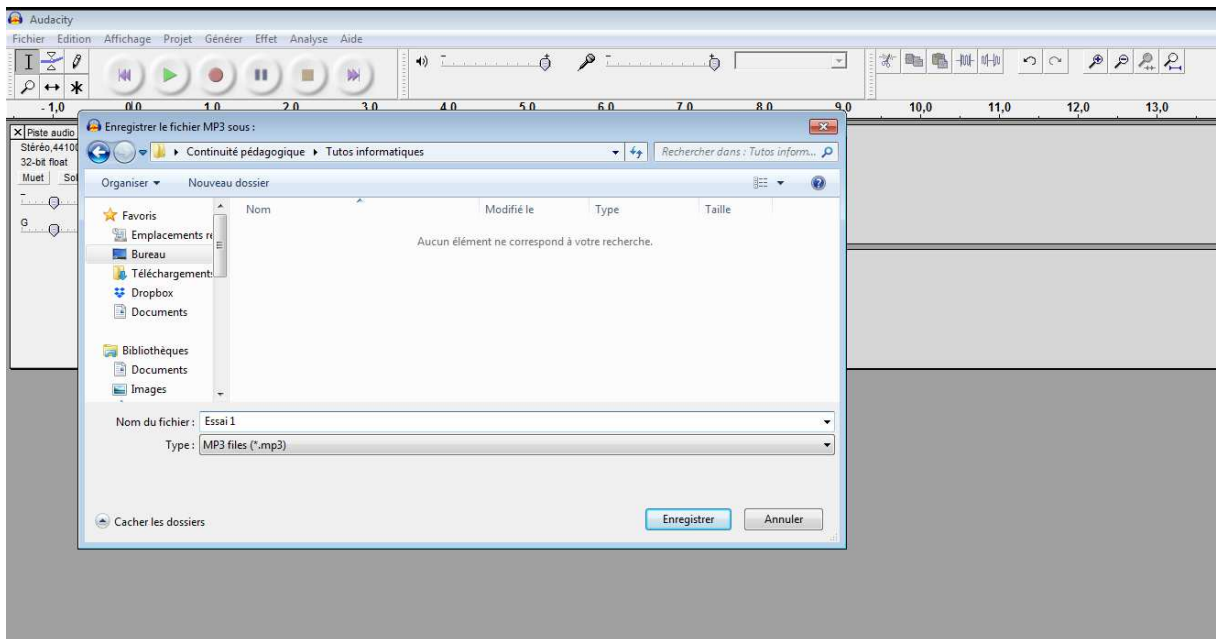 Audacity
Fichier Edition Affichage Projet Générer Effet Analyse Aide
- 1,0 0,0 1,0 2,0 3,0 4,0 5,0 6,0 7,0 8,0 9,0 10,0 11,0 12,0 13,0
X Piste audio
Stéréo,44100
32-bit float
Muet
G
Enregistrer le fichier MP3 sous :
Continuité pédagogique Tutos informatiques
Rechercher dans : Tutos inform...
Organiser Nouveau dossier
Nom Modifié le Type Taille
Aucun élément ne correspond à votre recherche.
Favoris
Emplacements
Bureau
Téléchargements
Dropbox
Documents
Bibliothèques
Documents
Images
Nom du fichier : Essai 1
Type : MP3 files (*.mp3)
Cacher les dossiers
Enregistrer Annuler